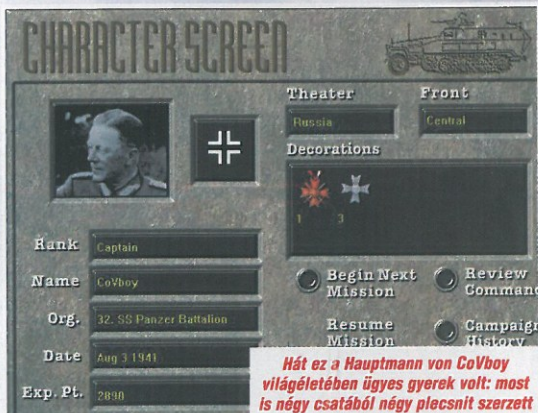 CHARACTER SCREEN
Theater
Front
Russia
Central
Decorations
1
3
Rank
Captain
Name
CoVboy
Org.
32. SS Panzer Battalion
Date
Aug 3 1941
Exp. Pt.
2890
Begin Next
Mission
Review
Command
Resume
Mission
Campaign
History
Hát ez a Hauptmann von CoVboy
világéletében ügyes gyerek volt: most
is négy csatából négy plecsnit szerzett